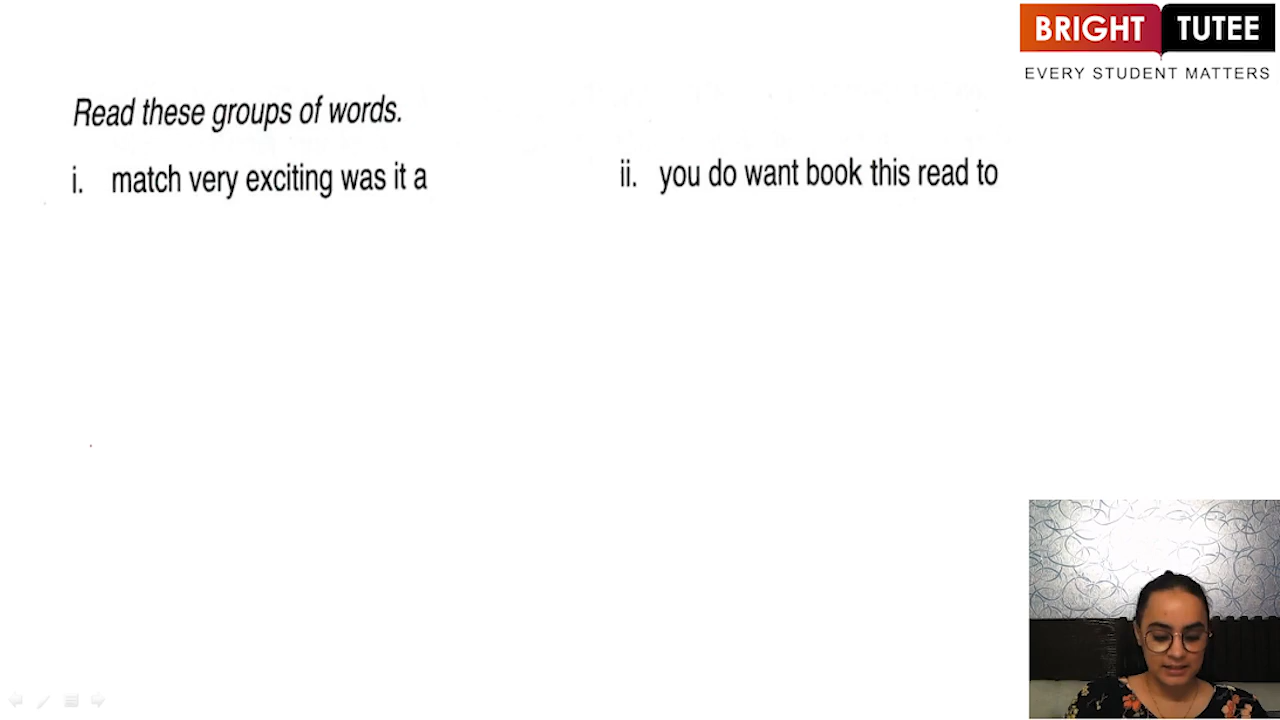 BRIGHT TUTEE
EVERY STUDENT MATTERS
Read these groups of words.
i. match very exciting was it a
ii. you do want book this read to